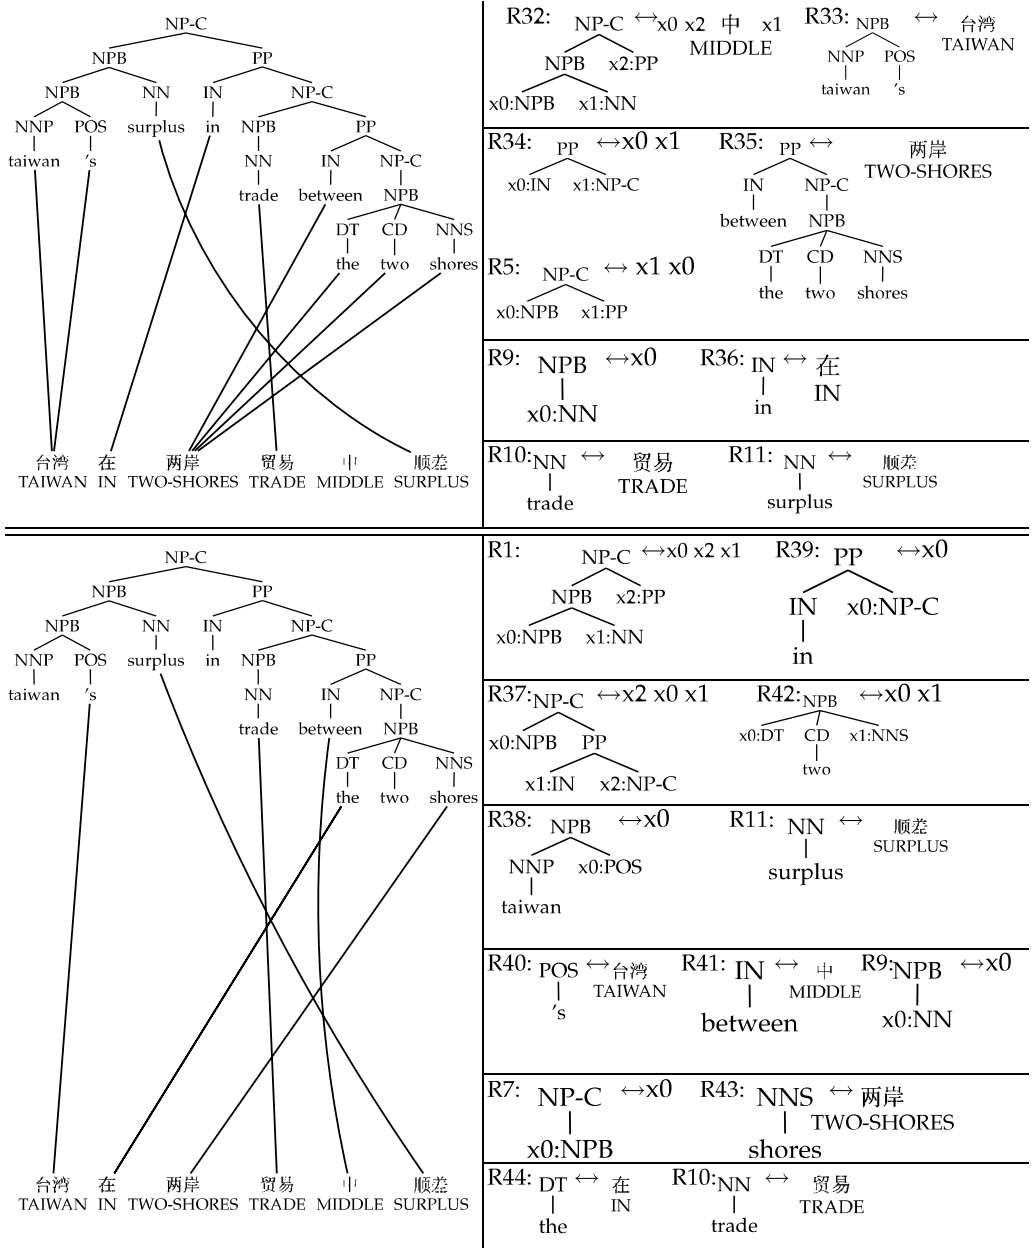 NP-C
NPB PP
NPB NN IN NP-C
NNP POS surplus in NPB PP
taiwan 's NN IN NP-C
trade between NPB
DT CD NNS
the two shores
台湾 在 两岸 贸易 中 顺差
TAIWAN IN TWO-SHORES TRADE MIDDLE SURPLUS
R32: NP-C ↔x0 x2 中 x1
MIDDLE
NPB x2:PP
x0:NPB x1:NN
R33: NPB ↔ 台湾
TAIWAN
NNP POS
taiwan 's
R34: PP ↔x0 x1
x0:IN x1:NP-C
R35: PP ↔ 两岸
TWO-SHORES
IN NP-C
between NPB
DT CD NNS
the two shores
R5: NP-C ↔ x1 x0
x0:NPB x1:PP
R9: NPB ↔x0
x0:NN
R36: IN ↔ 在
IN
in
R10: NN ↔ 贸易
TRADE
trade
R11: NN ↔ 顺差
SURPLUS
surplus
NP-C
NPB PP
NPB NN IN NP-C
NNP POS surplus in NPB PP
taiwan 's NN IN NP-C
trade between NPB
DT CD NNS
the two shores
台湾 在 两岸 贸易 中 顺差
TAIWAN IN TWO-SHORES TRADE MIDDLE SURPLUS
R1: NP-C ↔x0 x2 x1
NPB x2:PP
x0:NPB x1:NN
R39: PP ↔x0
IN x0:NP-C
in
R37: NP-C ↔x2 x0 x1
x0:NPB PP
x1:IN x2:NP-C
R42: NPB ↔x0 x1
x0:DT CD x1:NNS
two
R38: NPB ↔x0
NNP x0:POS
taiwan
R11: NN ↔ 顺差
SURPLUS
surplus
R40: POS ↔台湾
TAIWAN
's
R41: IN ↔ 中
MIDDLE
between
R9: NPB ↔x0
x0:NN
R7: NP-C ↔x0
x0:NPB
R43: NNS ↔ 两岸
TWO-SHORES
shores
R44: DT ↔ 在
IN
the
R10: NN ↔ 贸易
TRADE
trade